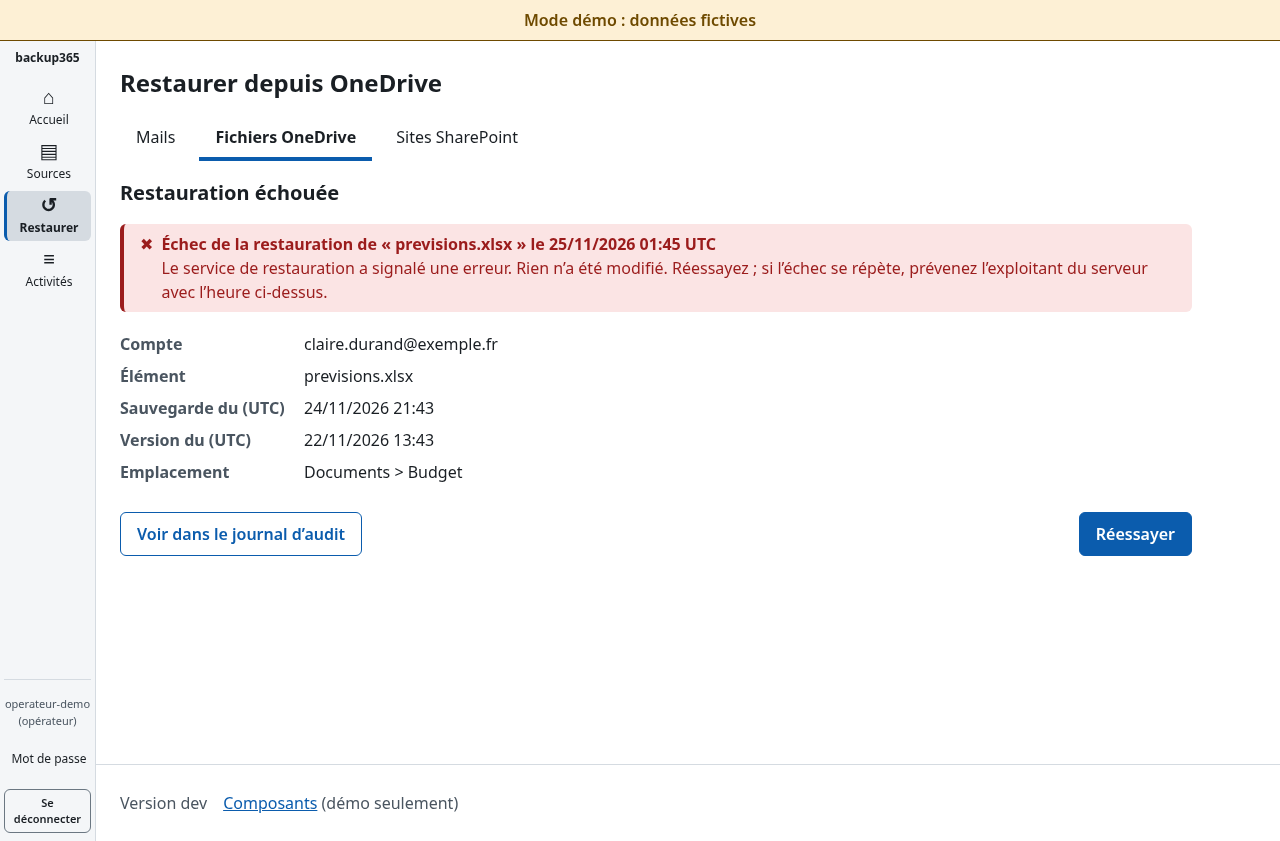 Mode démo : données fictives
backup365
Accueil
Sources
Restaurer
Activités
operateur-demo
(opérateur)
Mot de passe
Se
déconnecter
Restaurer depuis OneDrive
Mails Fichiers OneDrive Sites SharePoint
Restauration échouée
✖ Échec de la restauration de « previsions.xlsx » le 25/11/2026 01:45 UTC
Le service de restauration a signalé une erreur. Rien n’a été modifié. Réessayez ; si l’échec se répète, prévenez l’exploitant du serveur
avec l’heure ci-dessus.
Compte claire.durand@exemple.fr
Élément previsions.xlsx
Sauvegarde du (UTC) 24/11/2026 21:43
Version du (UTC) 22/11/2026 13:43
Emplacement Documents > Budget
Voir dans le journal d’audit Réessayer
Version dev Composants (démo seulement)